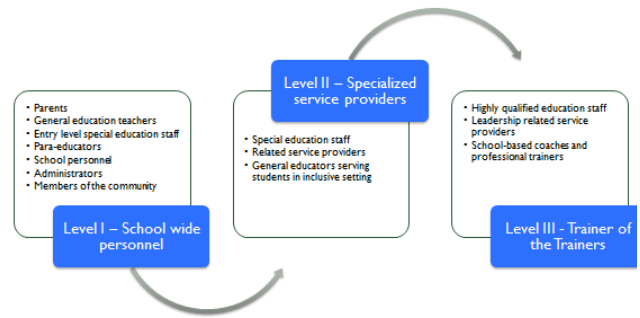 • Parents
• General education teachers
• Entry level special education staff
• Para-educators
• School personnel
• Administrators
• Members of the community
Level I – School wide
personnel
Level II – Specialized
service providers
• Special education staff
• Related service providers
• General educators serving
students in inclusive setting
• Highly qualified education staff
• Leadership related service
providers
• School-based coaches and
professional trainers
Level III - Trainer of
the Trainers